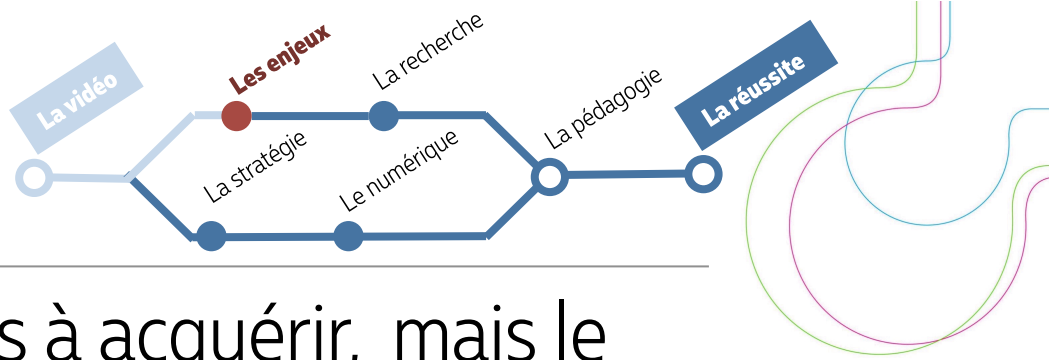 La vidéo
Les enjeux
La recherche
La stratégie
Le numérique
La pédagogie
La réussite
s à acquérir, mais le